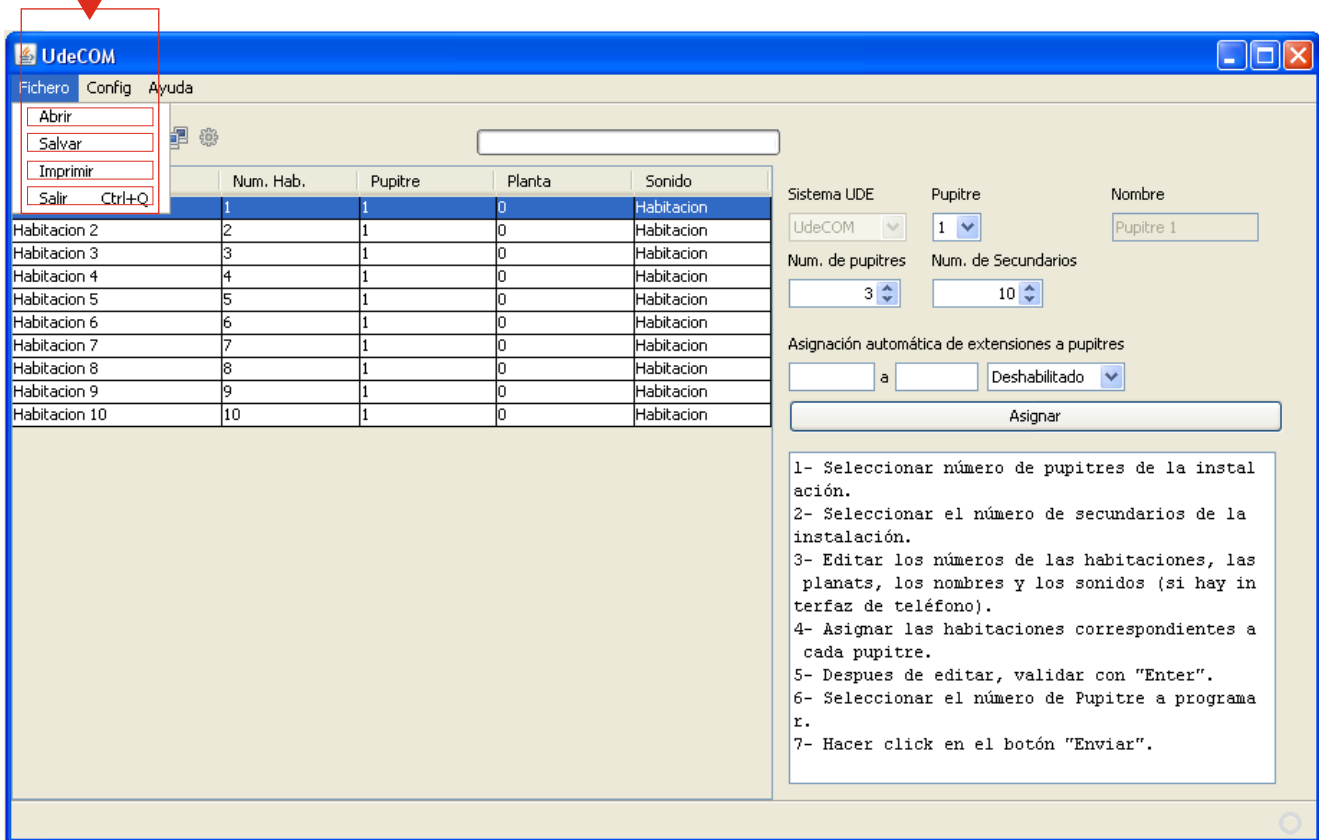 UdeCOM
Fichero Config Ayuda
Abrir
Salvar
Imprimir
Salir Ctrl+Q
Num. Hab. Pupitre Planta Sonido
1 1 0 Habitacion
Habitacion 2 2 1 0 Habitacion
Habitacion 3 3 1 0 Habitacion
Habitacion 4 4 1 0 Habitacion
Habitacion 5 5 1 0 Habitacion
Habitacion 6 6 1 0 Habitacion
Habitacion 7 7 1 0 Habitacion
Habitacion 8 8 1 0 Habitacion
Habitacion 9 9 1 0 Habitacion
Habitacion 10 10 1 0 Habitacion
Sistema UDE Pupitre Nombre
UdeCOM 1 Pupitre 1
Num. de pupitres Num. de Secundarios
3 10
Asignación automática de extensiones a pupitres
a Deshabilitado
Asignar
1- Seleccionar número de pupitres de la instal
ación.
2- Seleccionar el número de secundarios de la
instalación.
3- Editar los números de las habitaciones, las
planats, los nombres y los sonidos (si hay in
terfaz de teléfono).
4- Asignar las habitaciones correspondientes a
cada pupitre.
5- Despues de editar, validar con "Enter".
6- Seleccionar el número de Pupitre a programa
r.
7- Hacer click en el botón "Enviar".